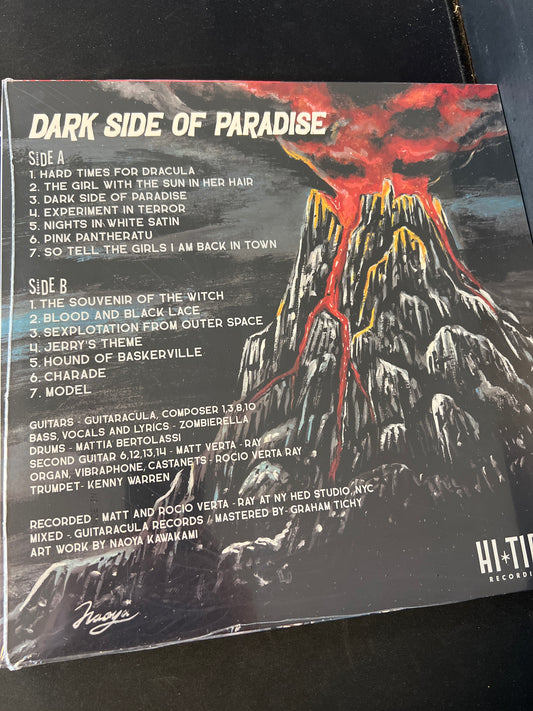 DARK SIDE OF PARADISE
SIDE A
1. HARD TIMES FOR DRACULA
2. THE GIRL WITH THE SUN IN HER HAIR
3. DARK SIDE OF PARADISE
4. EXPERIMENT IN TERROR
5. NIGHTS IN WHITE SATIN
6. PINK PANTHERATU
7. SO TELL THE GIRLS I AM BACK IN TOWN
SIDE B
1. THE SOUVENIR OF THE WITCH
2. BLOOD AND BLACK LACE
3. SEXPLOTATION FROM OUTER SPACE
4. JERRY'S THEME
5. HOUND OF BASKERVILLE
6. CHARADE
7. MODEL
GUITARS - GUITARACULA, COMPOSER 1,3,8,10
BASS, VOCALS AND LYRICS - ZOMBIERELLA
DRUMS - MATTIA BERTOLASSI
SECOND GUITAR 6,12,13,14 - MATT VERTA - RAY
ORGAN, VIBRAPHONE, CASTANETS - ROCIO VERTA RAY
TRUMPET- KENNY WARREN
RECORDED - MATT AND ROCIO VERTA - RAY AT NY HED STUDIO, NYC
MIXED - GUITARACULA RECORDS / MASTERED BY- GRAHAM TICHY
ART WORK BY NAOYA KAWAKAMI
HI*TI
RECORDI
Naoya